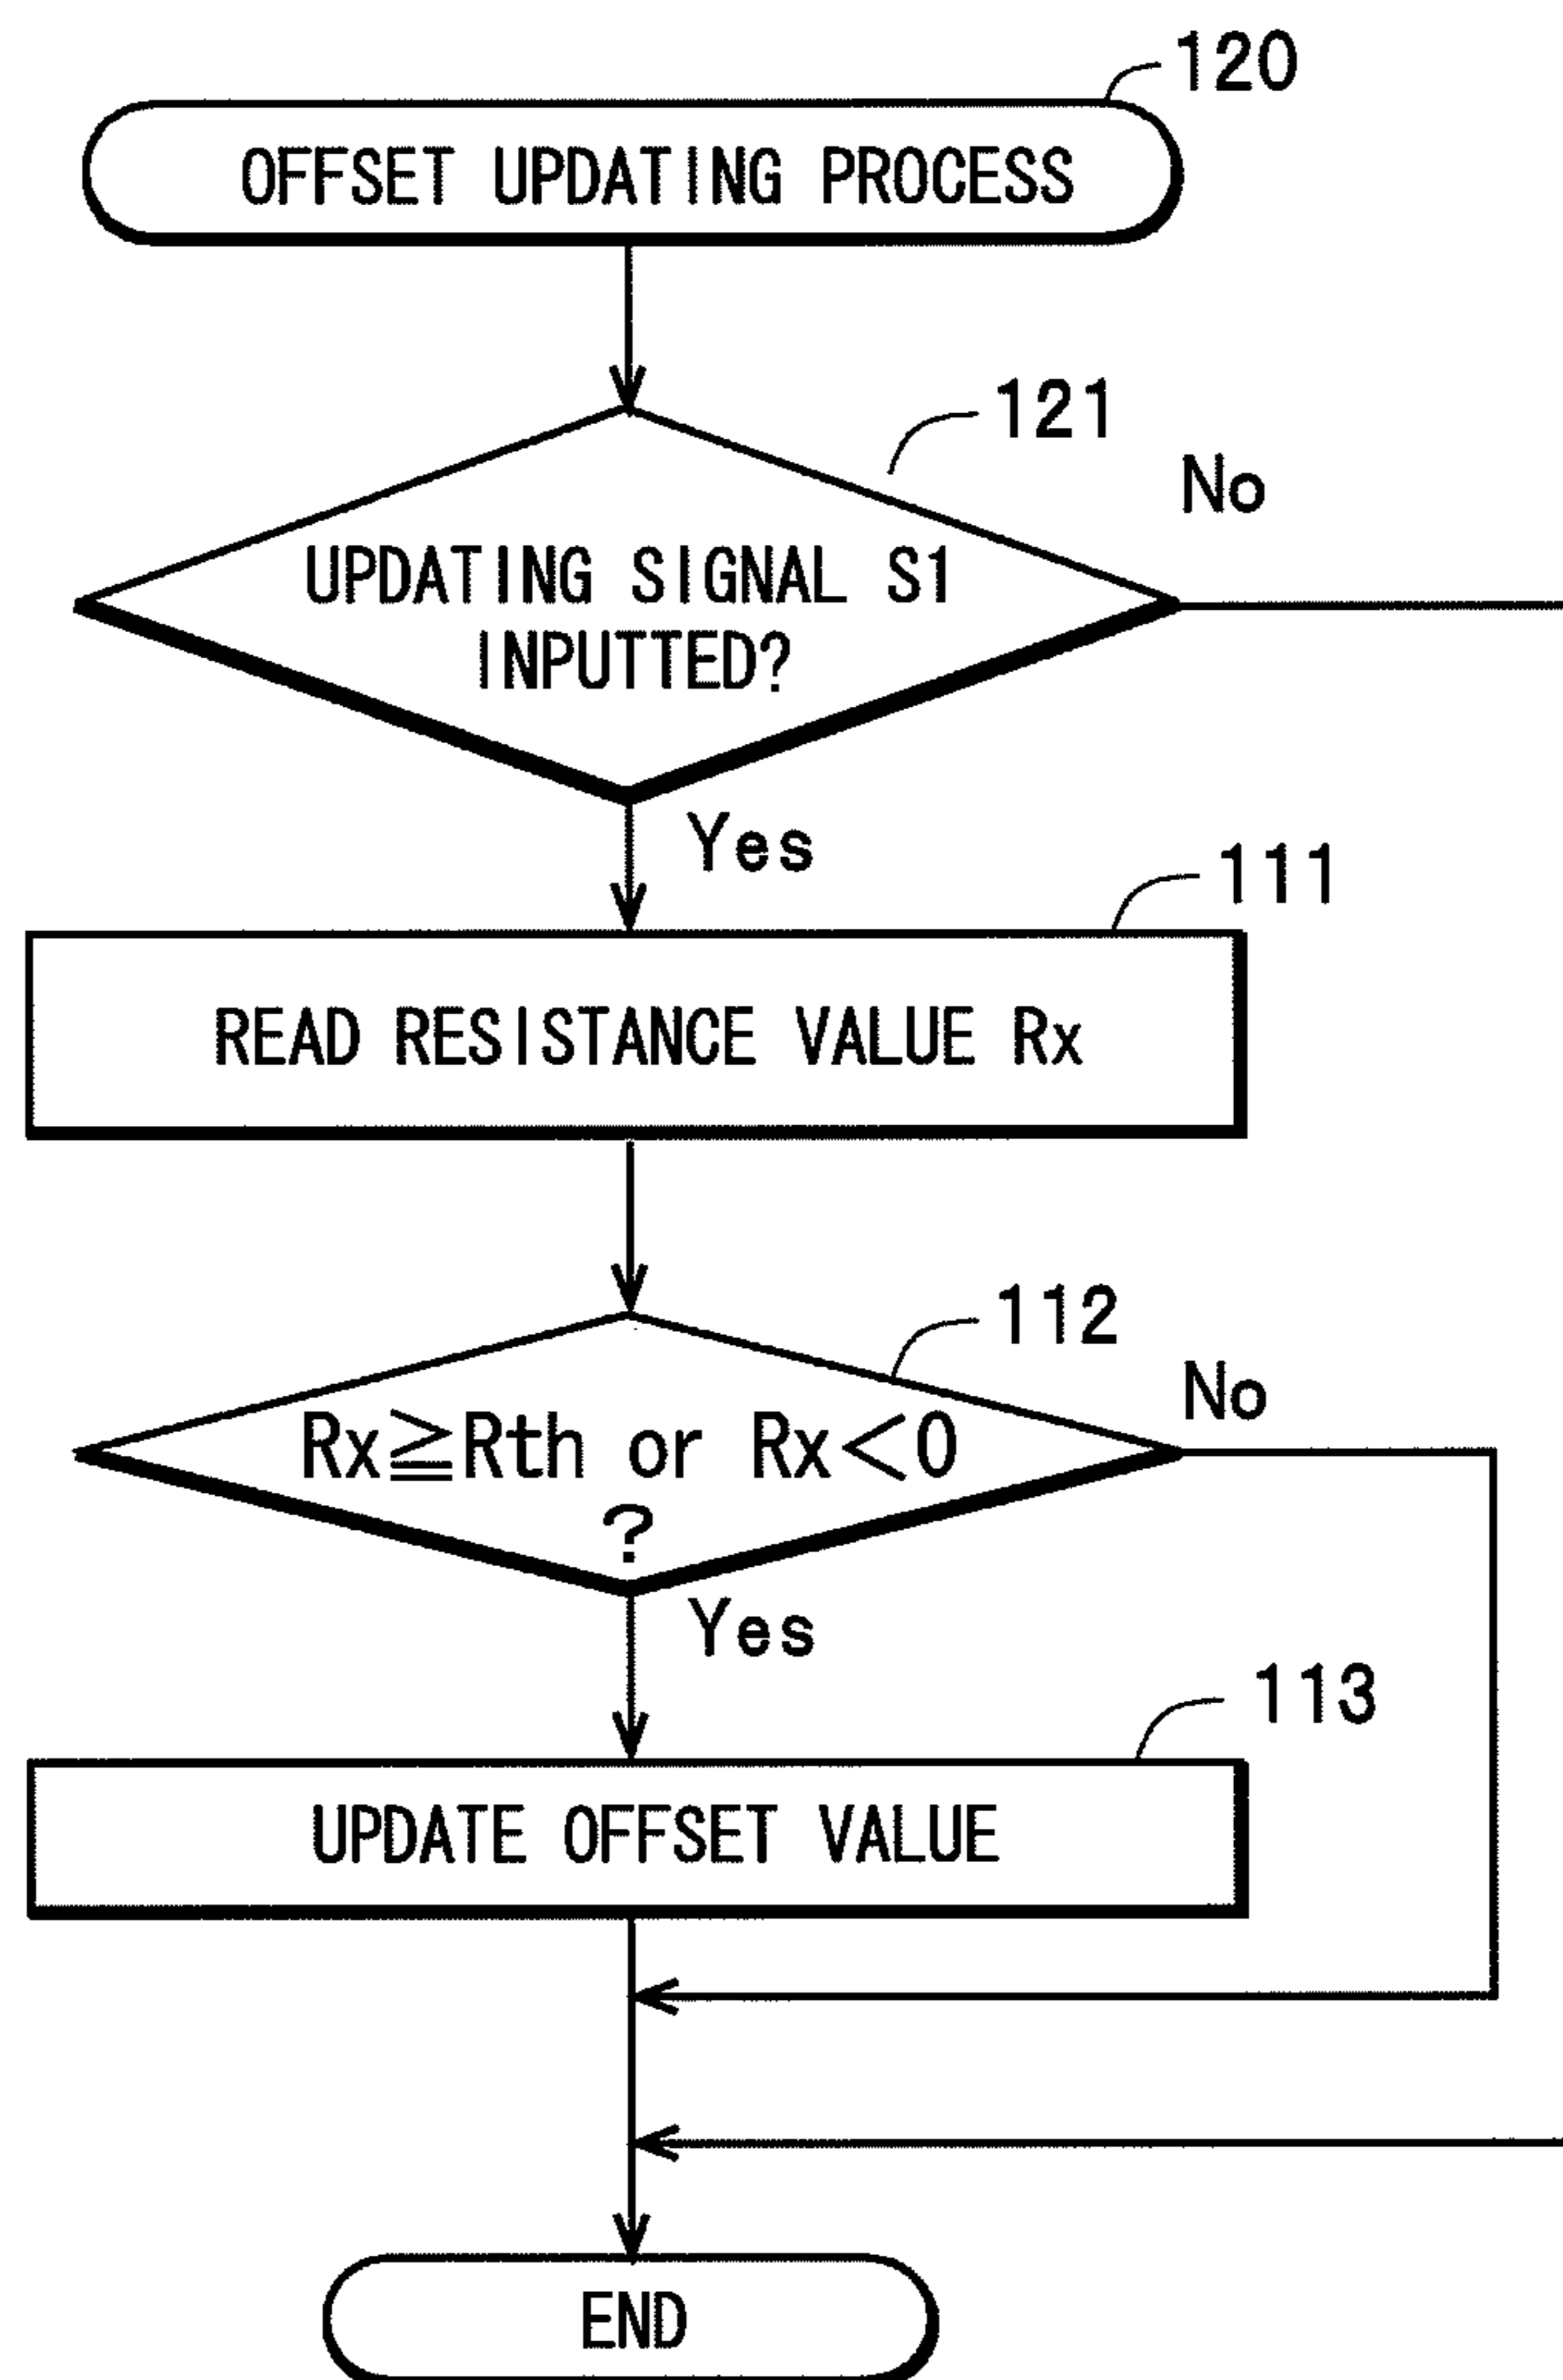 120
OFFSET UPDATING PROCESS
121
No
UPDATING SIGNAL S1
INPUTTED?
Yes
111
READ RESISTANCE VALUE Rx
112
No
Rx≧Rth or Rx<0
?
Yes
113
UPDATE OFFSET VALUE
END